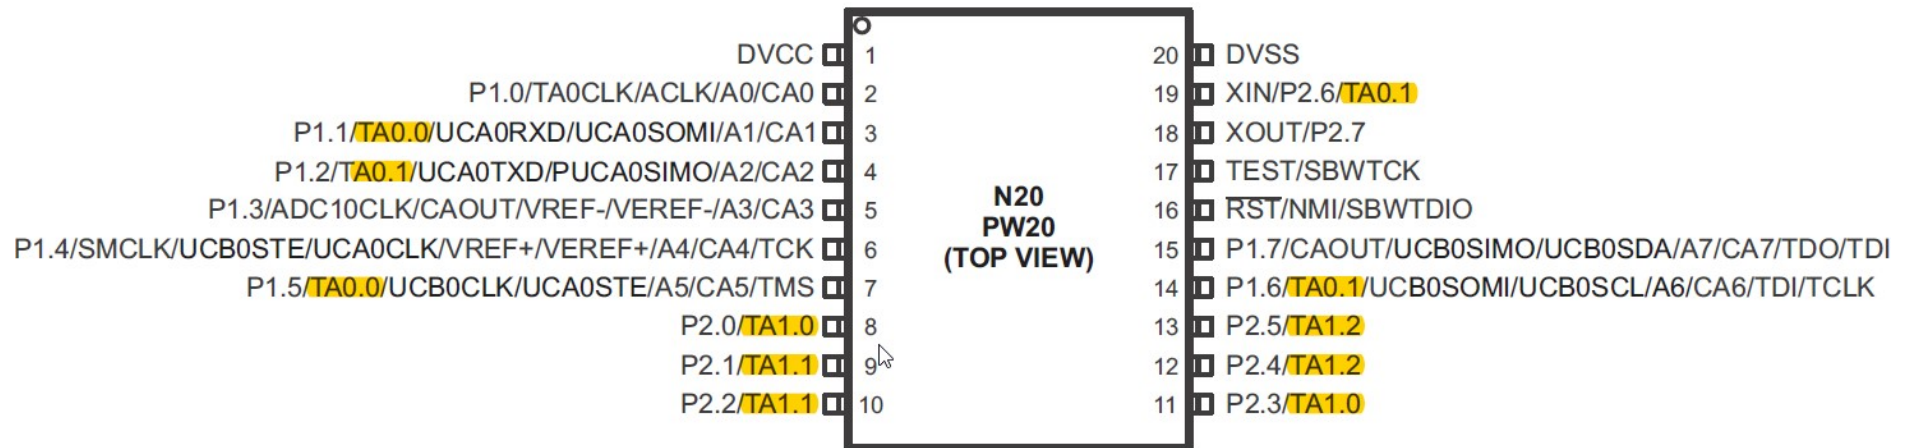 DVCC 1
P1.0/TA0CLK/ACLK/A0/CA0 2
P1.1/TA0.0/UCA0RXD/UCA0SOMI/A1/CA1 3
P1.2/TA0.1/UCA0TXD/PUCA0SIMO/A2/CA2 4
P1.3/ADC10CLK/CAOUT/VREF-/VEREF-/A3/CA3 5
P1.4/SMCLK/UCB0STE/UCA0CLK/VREF+/VEREF+/A4/CA4/TCK 6
P1.5/TA0.0/UCB0CLK/UCA0STE/A5/CA5/TMS 7
P2.0/TA1.0 8
P2.1/TA1.1 9
P2.2/TA1.1 10
N20
PW20
(TOP VIEW)
20 DVSS
19 XIN/P2.6/TA0.1
18 XOUT/P2.7
17 TEST/SBWTCK
16 RST/NMI/SBWTDIO
15 P1.7/CAOUT/UCB0SIMO/UCB0SDA/A7/CA7/TDO/TDI
14 P1.6/TA0.1/UCB0SOMI/UCB0SCL/A6/CA6/TDI/TCLK
13 P2.5/TA1.2
12 P2.4/TA1.2
11 P2.3/TA1.0